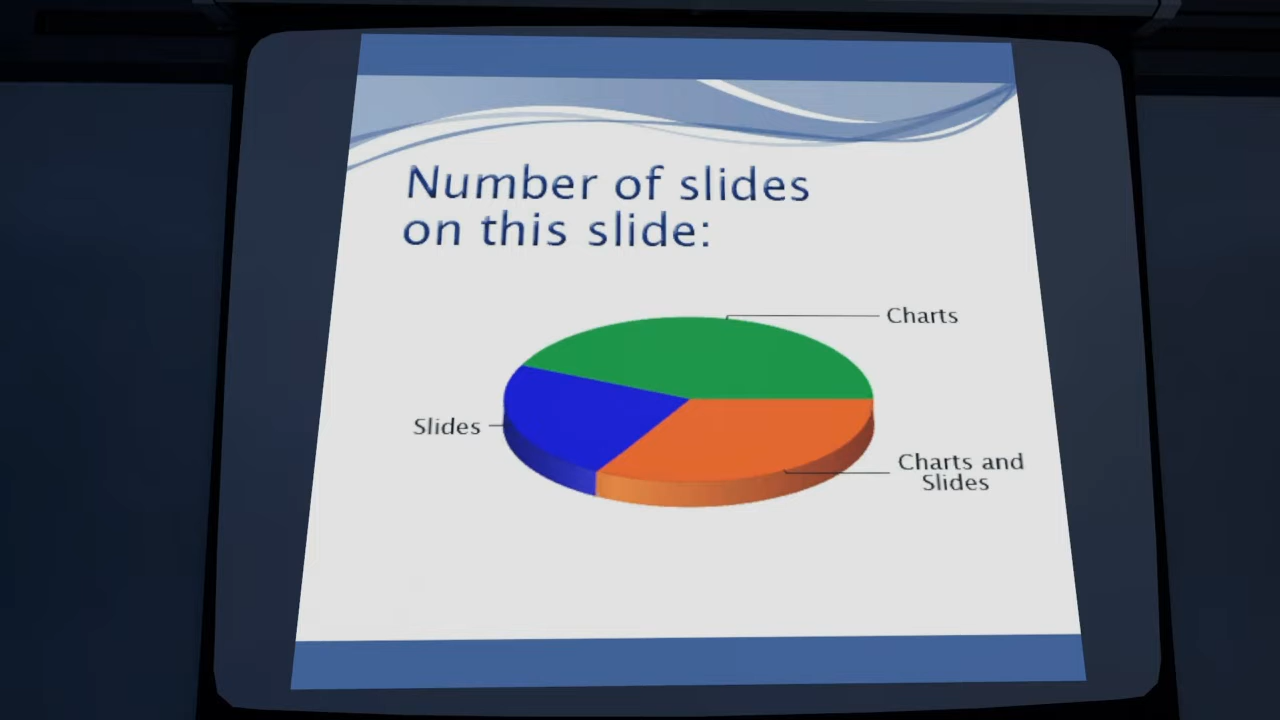 Number of slides
on this slide:
Charts
Slides
Charts and
Slides